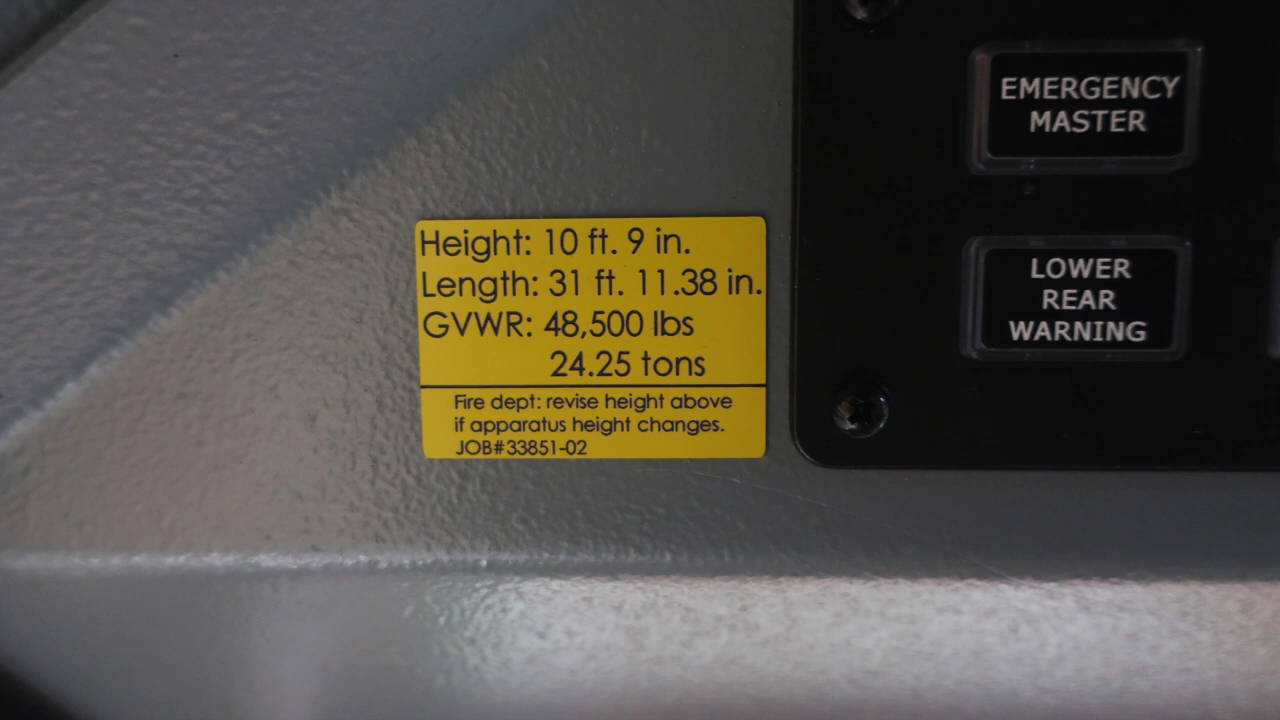 Height: 10 ft. 9 in.
Length: 31 ft. 11.38 in.
GVWR: 48,500 lbs
24.25 tons
Fire dept: revise height above
if apparatus height changes.
JOB#33851-02
EMERGENCY
MASTER
LOWER
REAR
WARNING